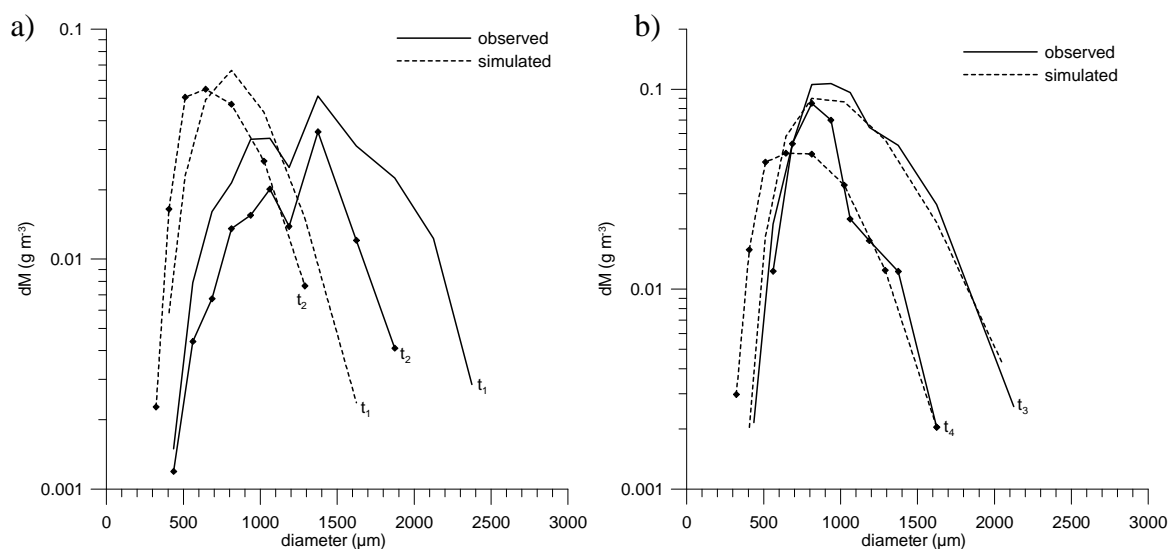 a)
0.1
observed
simulated
dM (g m⁻³)
0.01
t₂
t₂
t₁
t₁
0.001
0 500 1000 1500 2000 2500 3000
diameter (µm)
b)
observed
simulated
0.1
dM (g m⁻³)
0.01
t₃
t₄
0.001
0 500 1000 1500 2000 2500 3000
diameter (µm)